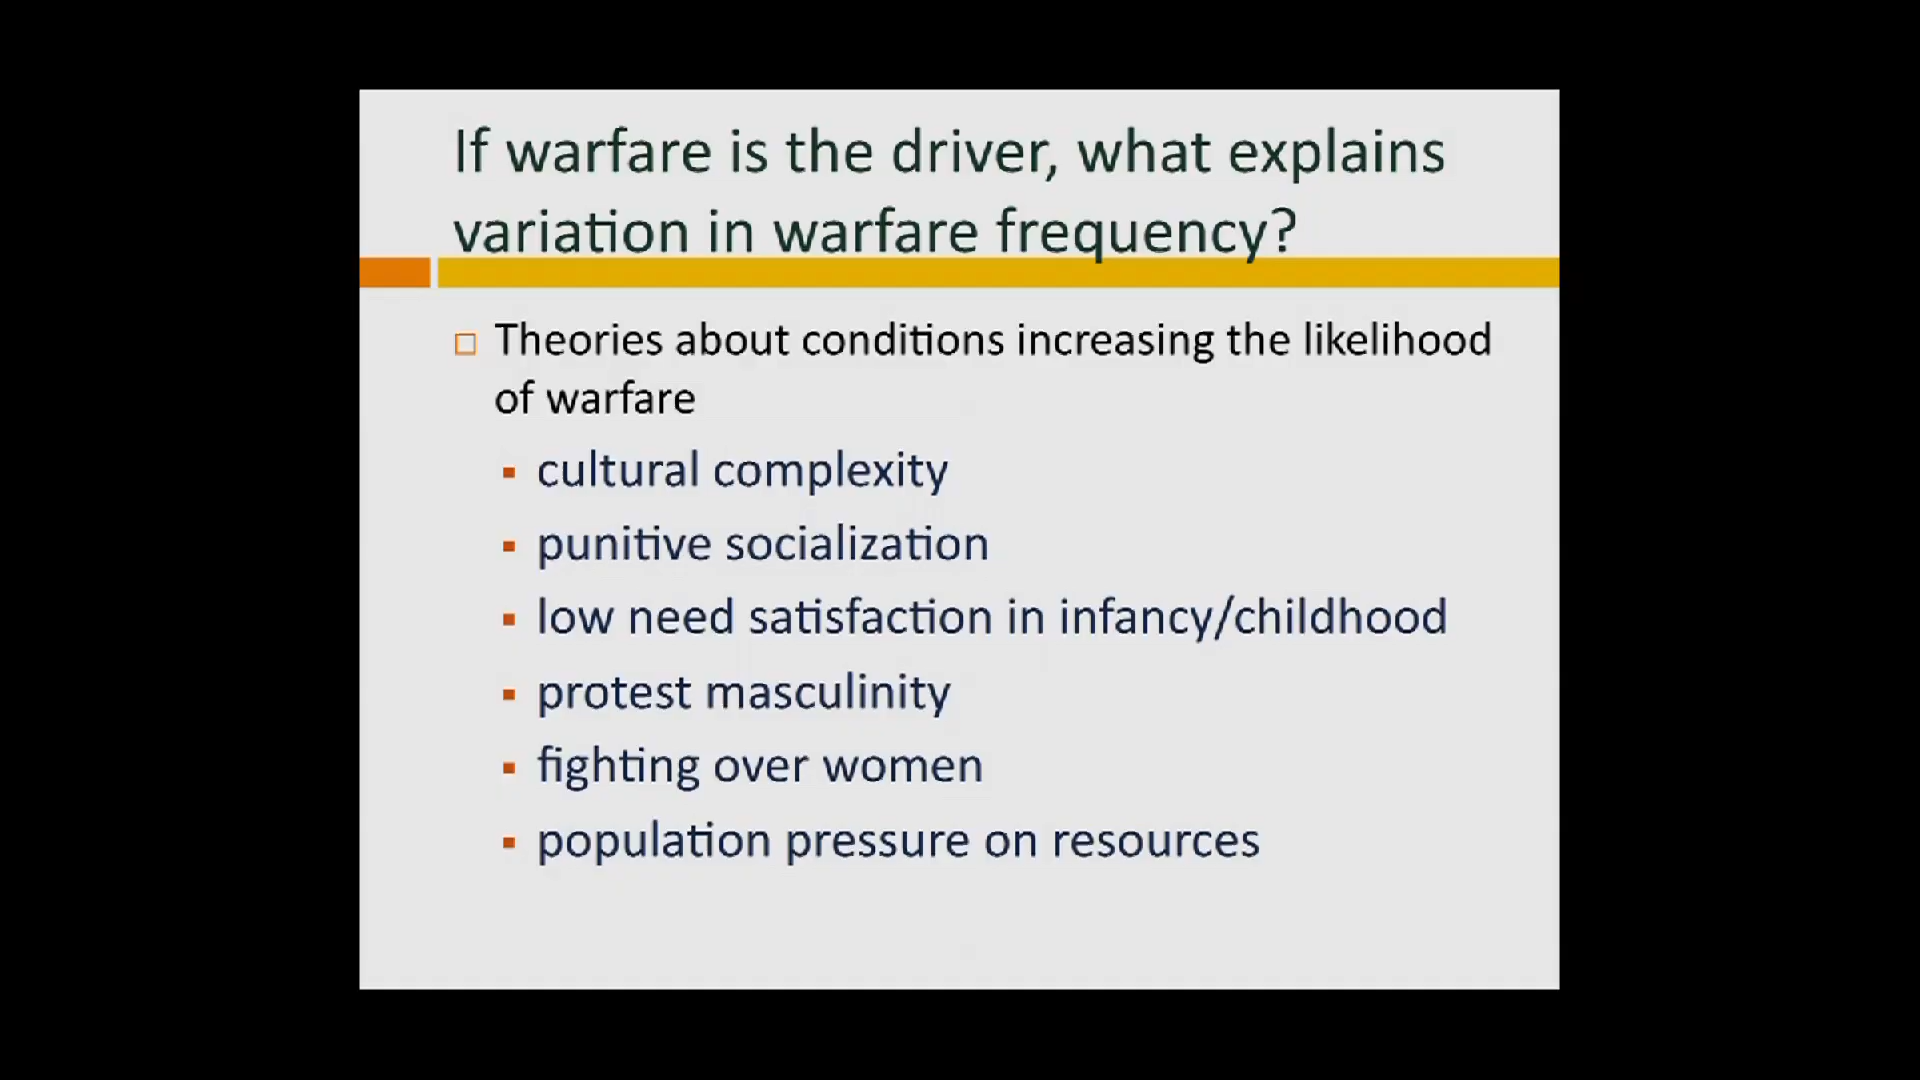 If warfare is the driver, what explains
variation in warfare frequency?
Theories about conditions increasing the likelihood
of warfare
cultural complexity
punitive socialization
low need satisfaction in infancy/childhood
protest masculinity
fighting over women
population pressure on resources